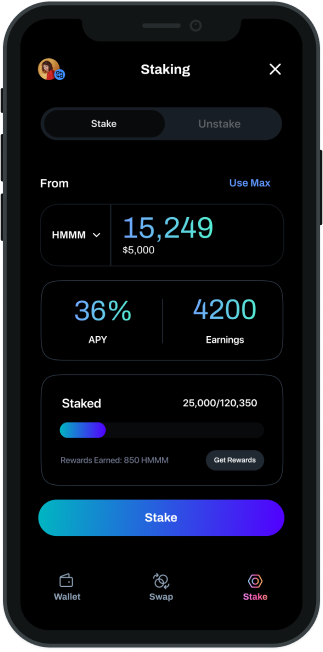 Staking
Stake Unstake
From Use Max
HMMM 15,249
$5,000
36% 4200
APY Earnings
Staked 25,000/120,350
Rewards Earned: 850 HMMM Get Rewards
Stake
Wallet Swap Stake